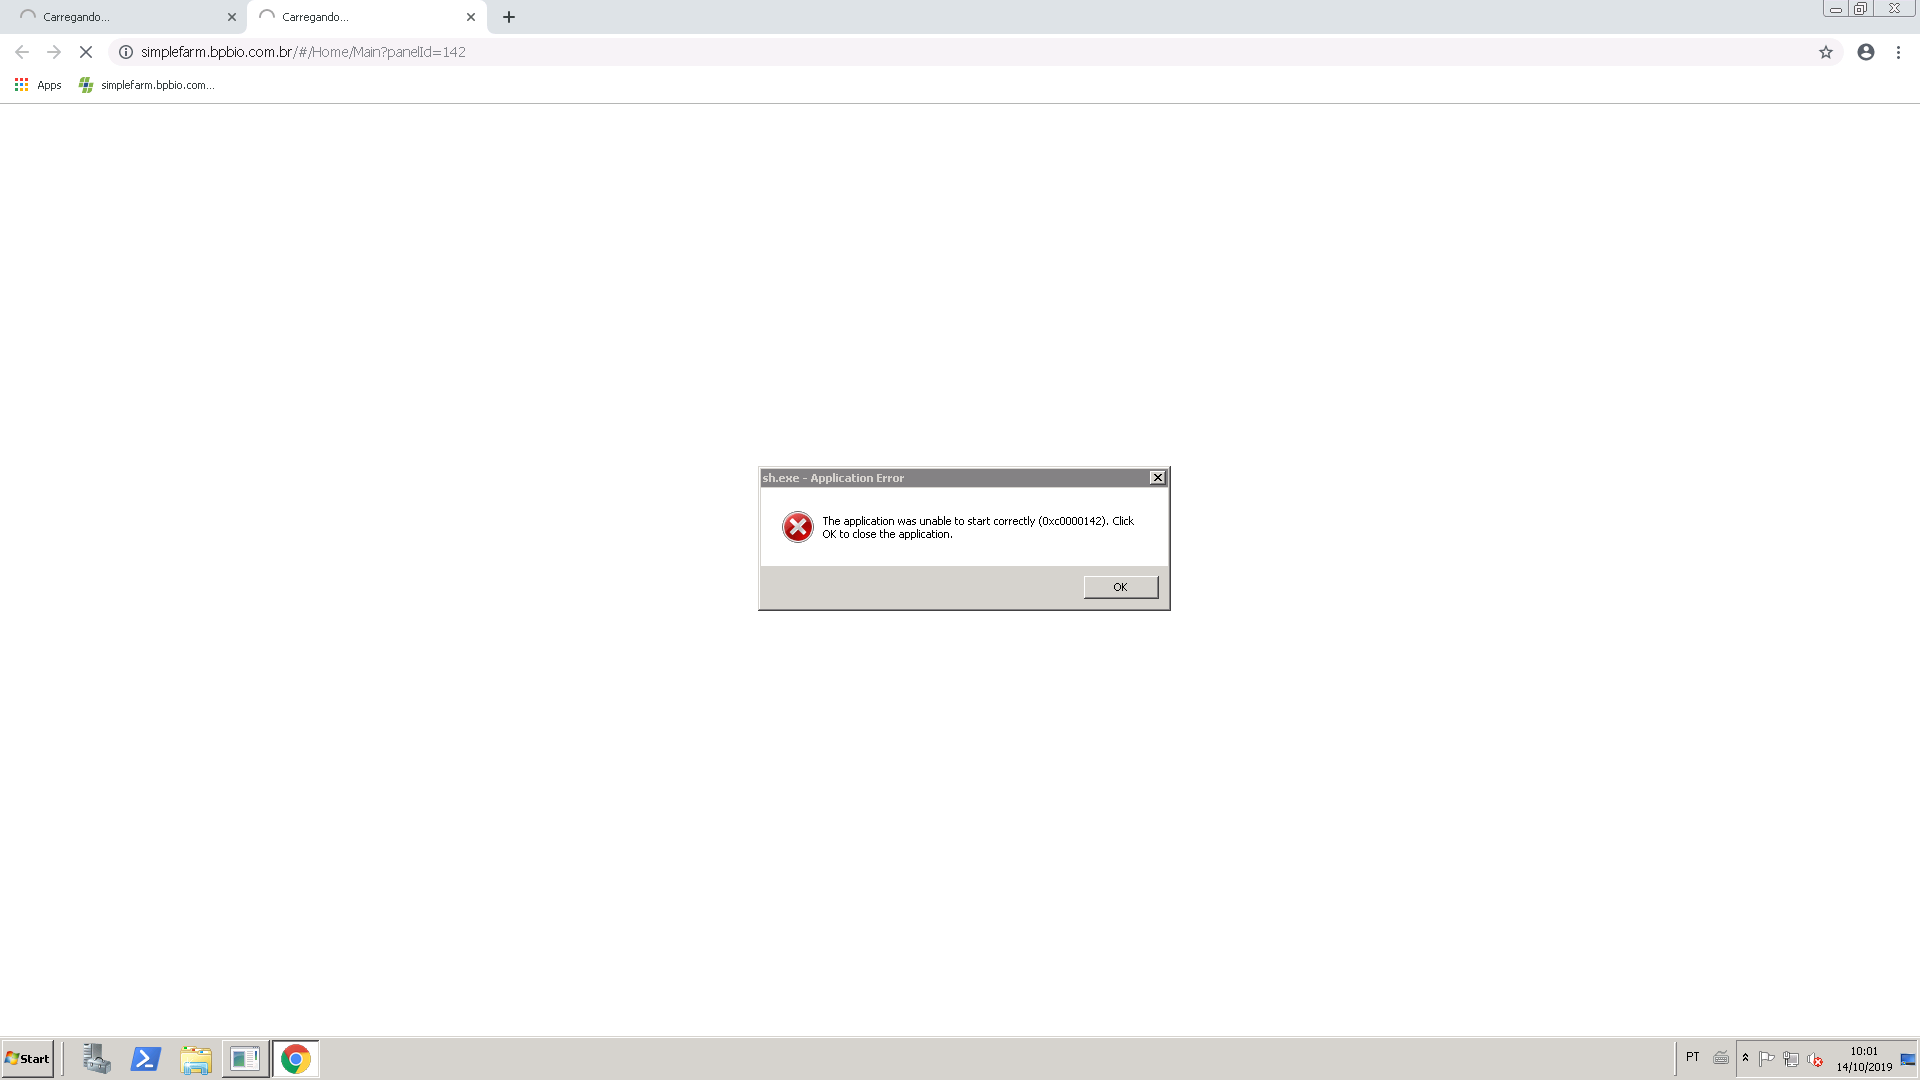 Carregando...
Carregando...
simplefarm.bpbio.com.br/#/Home/Main?panelId=142
Apps
simplefarm.bpbio.com...
sh.exe - Application Error
The application was unable to start correctly (0xc0000142). Click
OK to close the application.
OK
Start
PT
10:01
14/10/2019